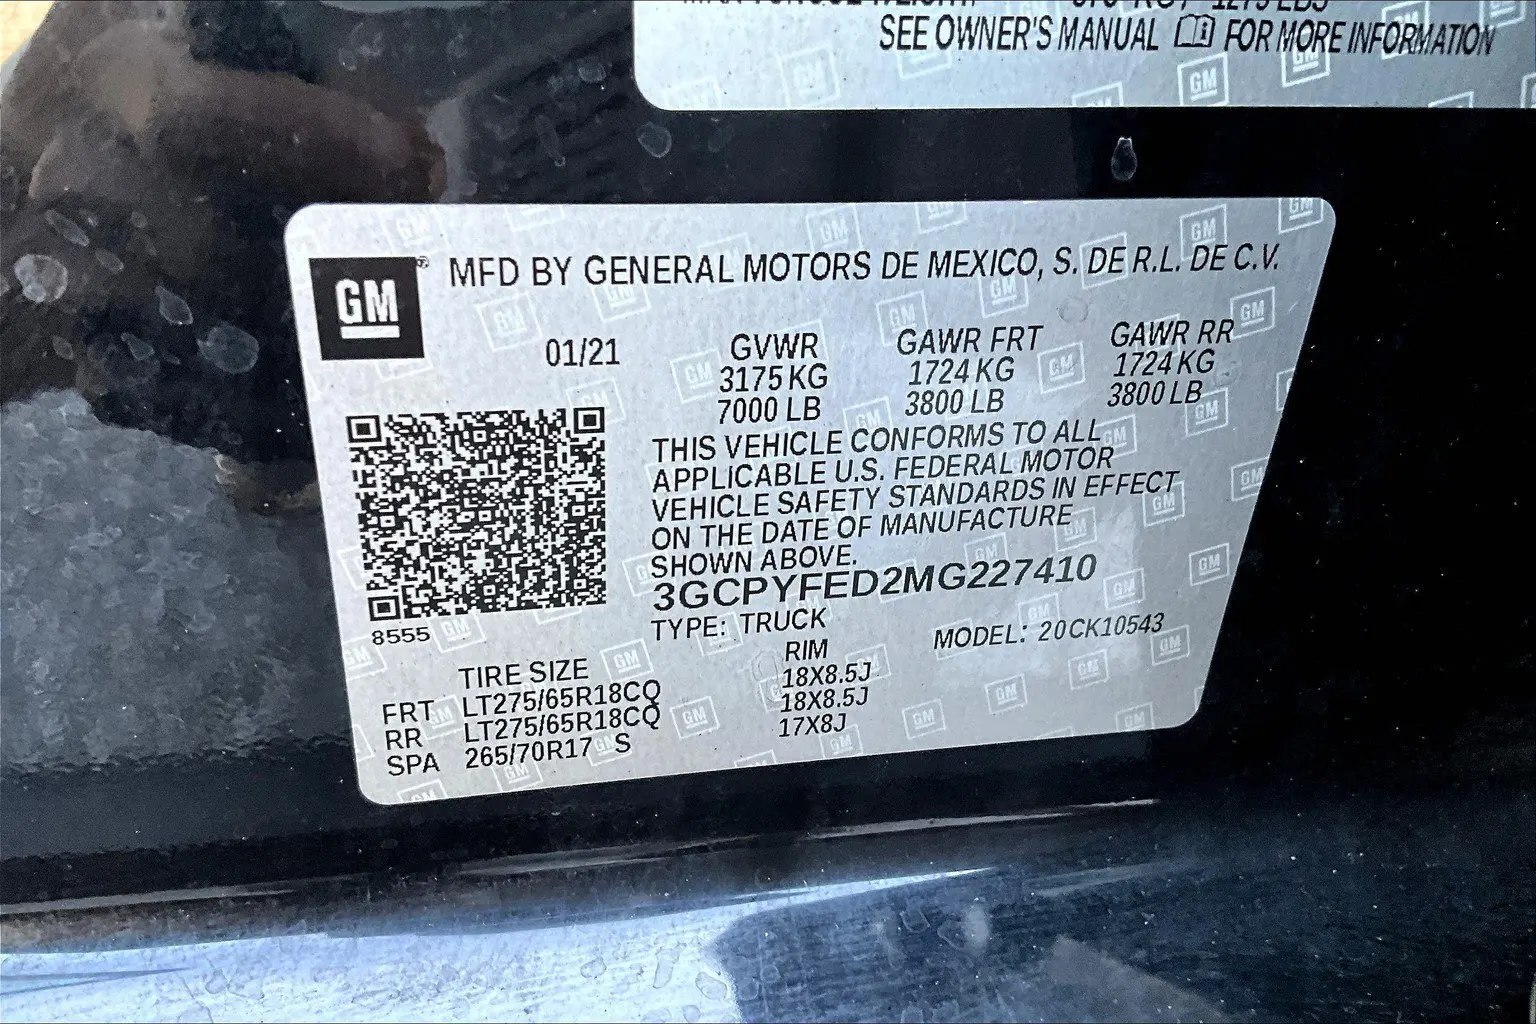 SEE OWNER'S MANUAL FOR MORE INFORMATION
GM
MFD BY GENERAL MOTORS DE MEXICO, S. DE R.L. DE C.V.
01/21 GVWR GAWR FRT GAWR RR
3175 KG 1724 KG 1724 KG
7000 LB 3800 LB 3800 LB
THIS VEHICLE CONFORMS TO ALL
APPLICABLE U.S. FEDERAL MOTOR
VEHICLE SAFETY STANDARDS IN EFFECT
ON THE DATE OF MANUFACTURE
SHOWN ABOVE.
3GCPYFED2MG227410
8555
TYPE: TRUCK MODEL: 20CK10543
TIRE SIZE RIM
FRT LT275/65R18CQ 18X8.5J
RR LT275/65R18CQ 18X8.5J
SPA 265/70R17 S 17X8J